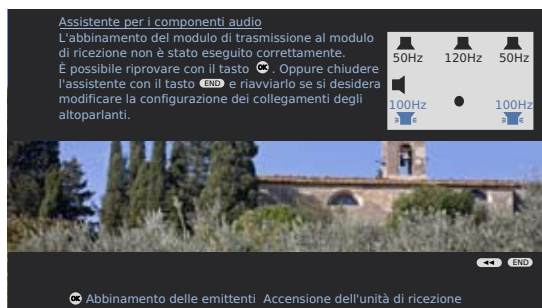 Assistente per i componenti audio
L'abbinamento del modulo di trasmissione al modulo
di ricezione non è stato eseguito correttamente.
È possibile riprovare con il tasto OK. Oppure chiudere
l'assistente con il tasto END e riavviarlo se si desidera
modificare la configurazione dei collegamenti degli
altoparlanti.
50Hz 120Hz 50Hz
100Hz 100Hz
END
OK Abbinamento delle emittenti Accensione dell'unità di ricezione